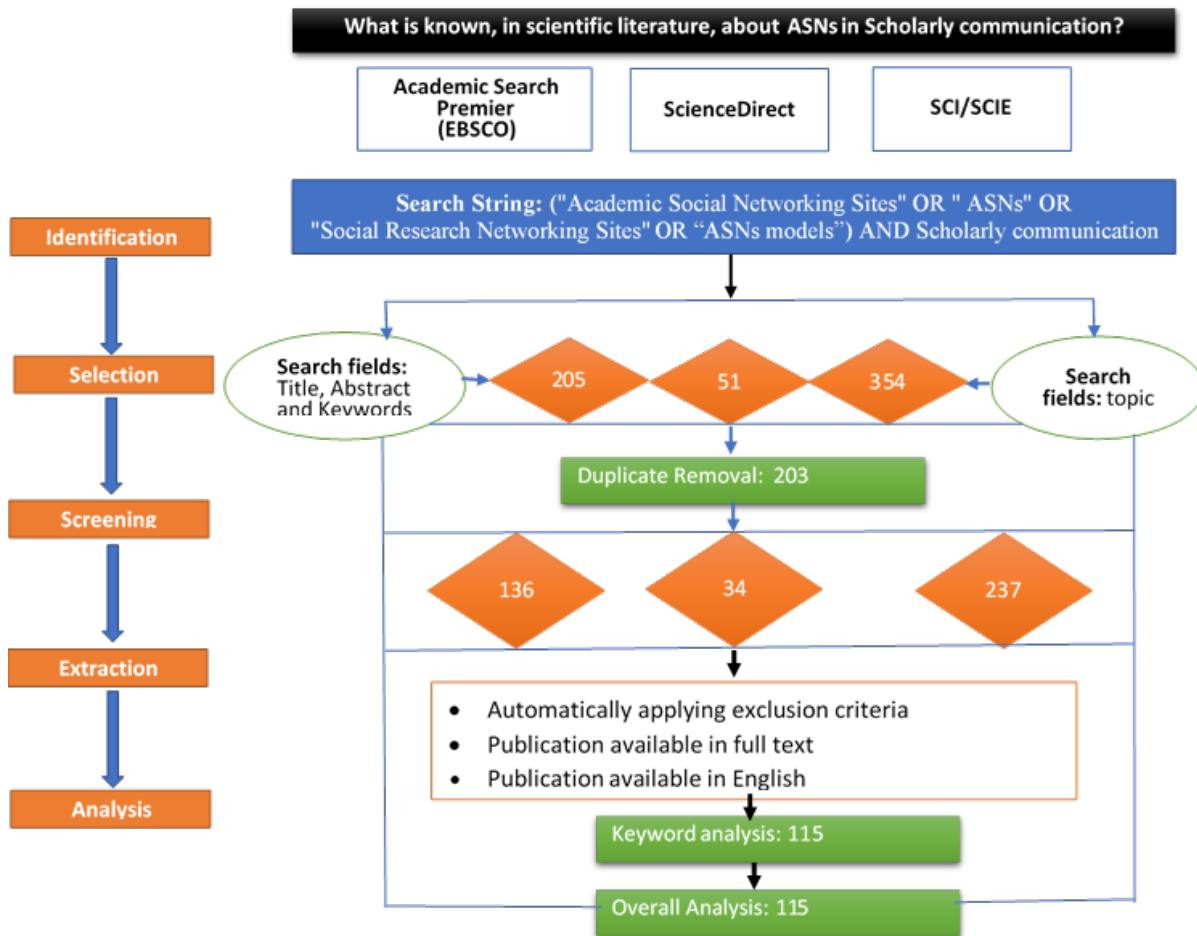 What is known, in scientific literature, about ASNs in Scholarly communication?
Academic Search
Premier
(EBSCO)
ScienceDirect
SCI/SCIE
Search String: ("Academic Social Networking Sites" OR " ASNs" OR
"Social Research Networking Sites" OR “ASNs models”) AND Scholarly communication
Identification
Selection
Screening
Extraction
Analysis
Search fields:
Title, Abstract
and Keywords
205
51
354
Search
fields: topic
Duplicate Removal: 203
136
34
237
• Automatically applying exclusion criteria
• Publication available in full text
• Publication available in English
Keyword analysis: 115
Overall Analysis: 115